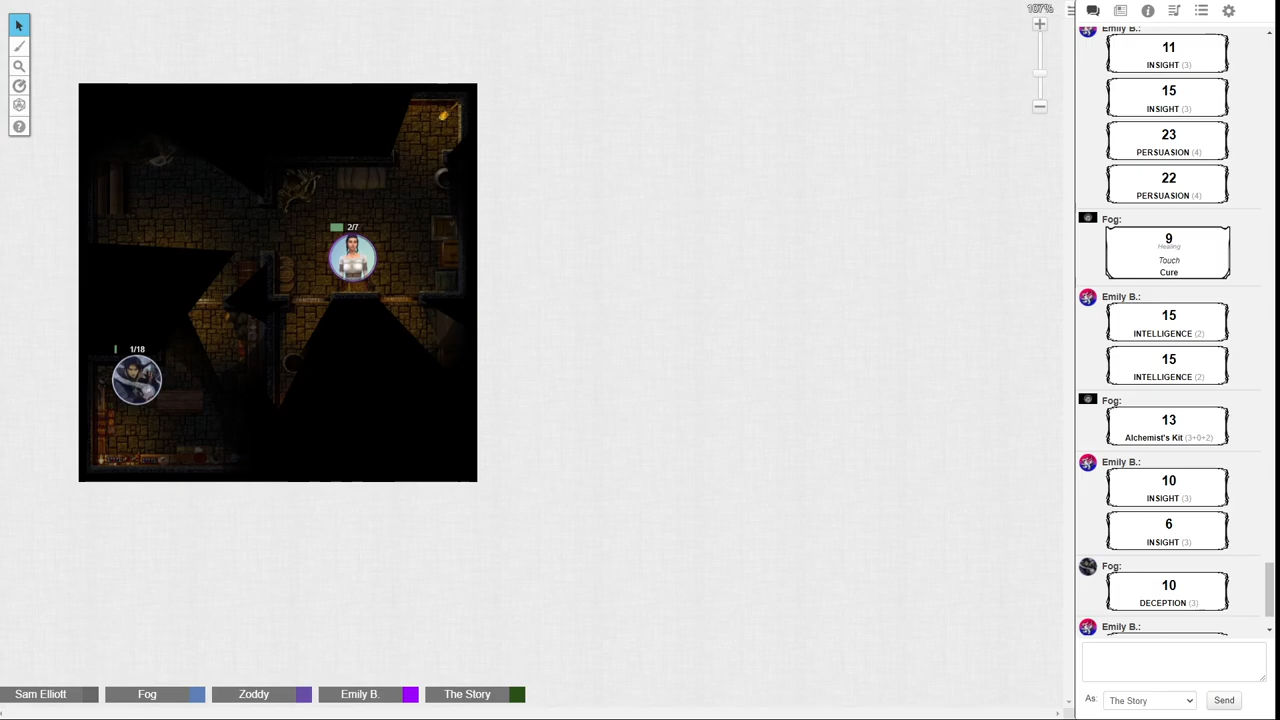 107%
2/7
1/18
Sam Elliott
Fog
Zoddy
Emily B.
The Story
Emily B.:
11
INSIGHT (3)
15
INSIGHT (3)
23
PERSUASION (4)
22
PERSUASION (4)
Fog:
9
Healing
Touch
Cure
Emily B.:
15
INTELLIGENCE (2)
15
INTELLIGENCE (2)
Fog:
13
Alchemist's Kit (3+0+2)
Emily B.:
10
INSIGHT (3)
6
INSIGHT (3)
Fog:
10
DECEPTION (3)
Emily B.:
As: The Story Send